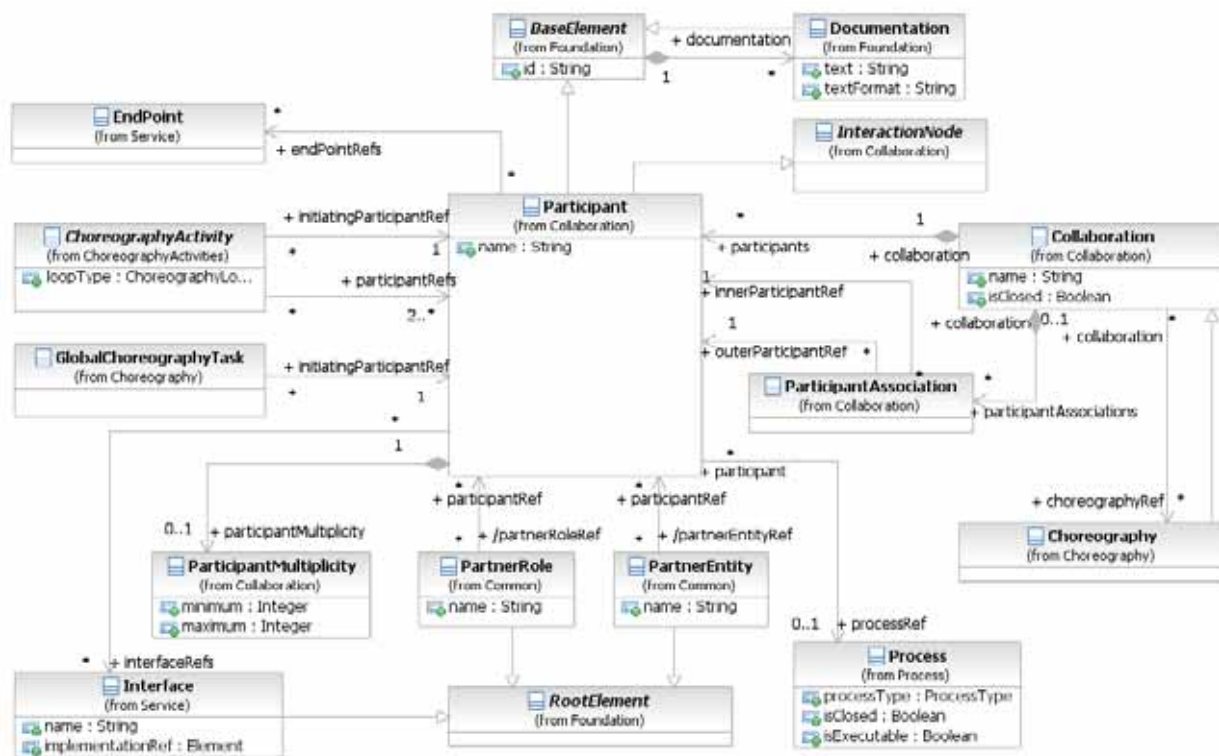 BaseElement
(from Foundation)
id : String
+ documentation
1
*
Documentation
(from Foundation)
text : String
textFormat : String
EndPoint
(from Service)
*
+ endPointRefs
*
InteractionNode
(from Collaboration)
Participant
(from Collaboration)
name : String
ChoreographyActivity
(from ChoreographyActivities)
loopType : ChoreographyLo...
+ initiatingParticipantRef
*
1
+ participantRefs
*
2..*
*
+ participants
1
+ collaboration
Collaboration
(from Collaboration)
name : String
isClosed : Boolean
1
+ innerParticipantRef
*
1
+ outerParticipantRef
*
+ collaboration
0..1
*
+ collaboration
GlobalChoreographyTask
(from Choreography)
+ initiatingParticipantRef
*
1
ParticipantAssociation
(from Collaboration)
*
+ participantAssociations
*
1
*
+ participant
*
+ participantRef
*
+ participantRef
+ choreographyRef
*
0..1
+ participantMultiplicity
*
+ /partnerRoleRef
*
+ /partnerEntityRef
Choreography
(from Choreography)
ParticipantMultiplicity
(from Collaboration)
minimum : Integer
maximum : Integer
PartnerRole
(from Common)
name : String
PartnerEntity
(from Common)
name : String
0..1
+ processRef
*
+ interfaceRefs
Interface
(from Service)
name : String
implementationRef : Element
RootElement
(from Foundation)
Process
(from Process)
processType : ProcessType
isClosed : Boolean
isExecutable : Boolean